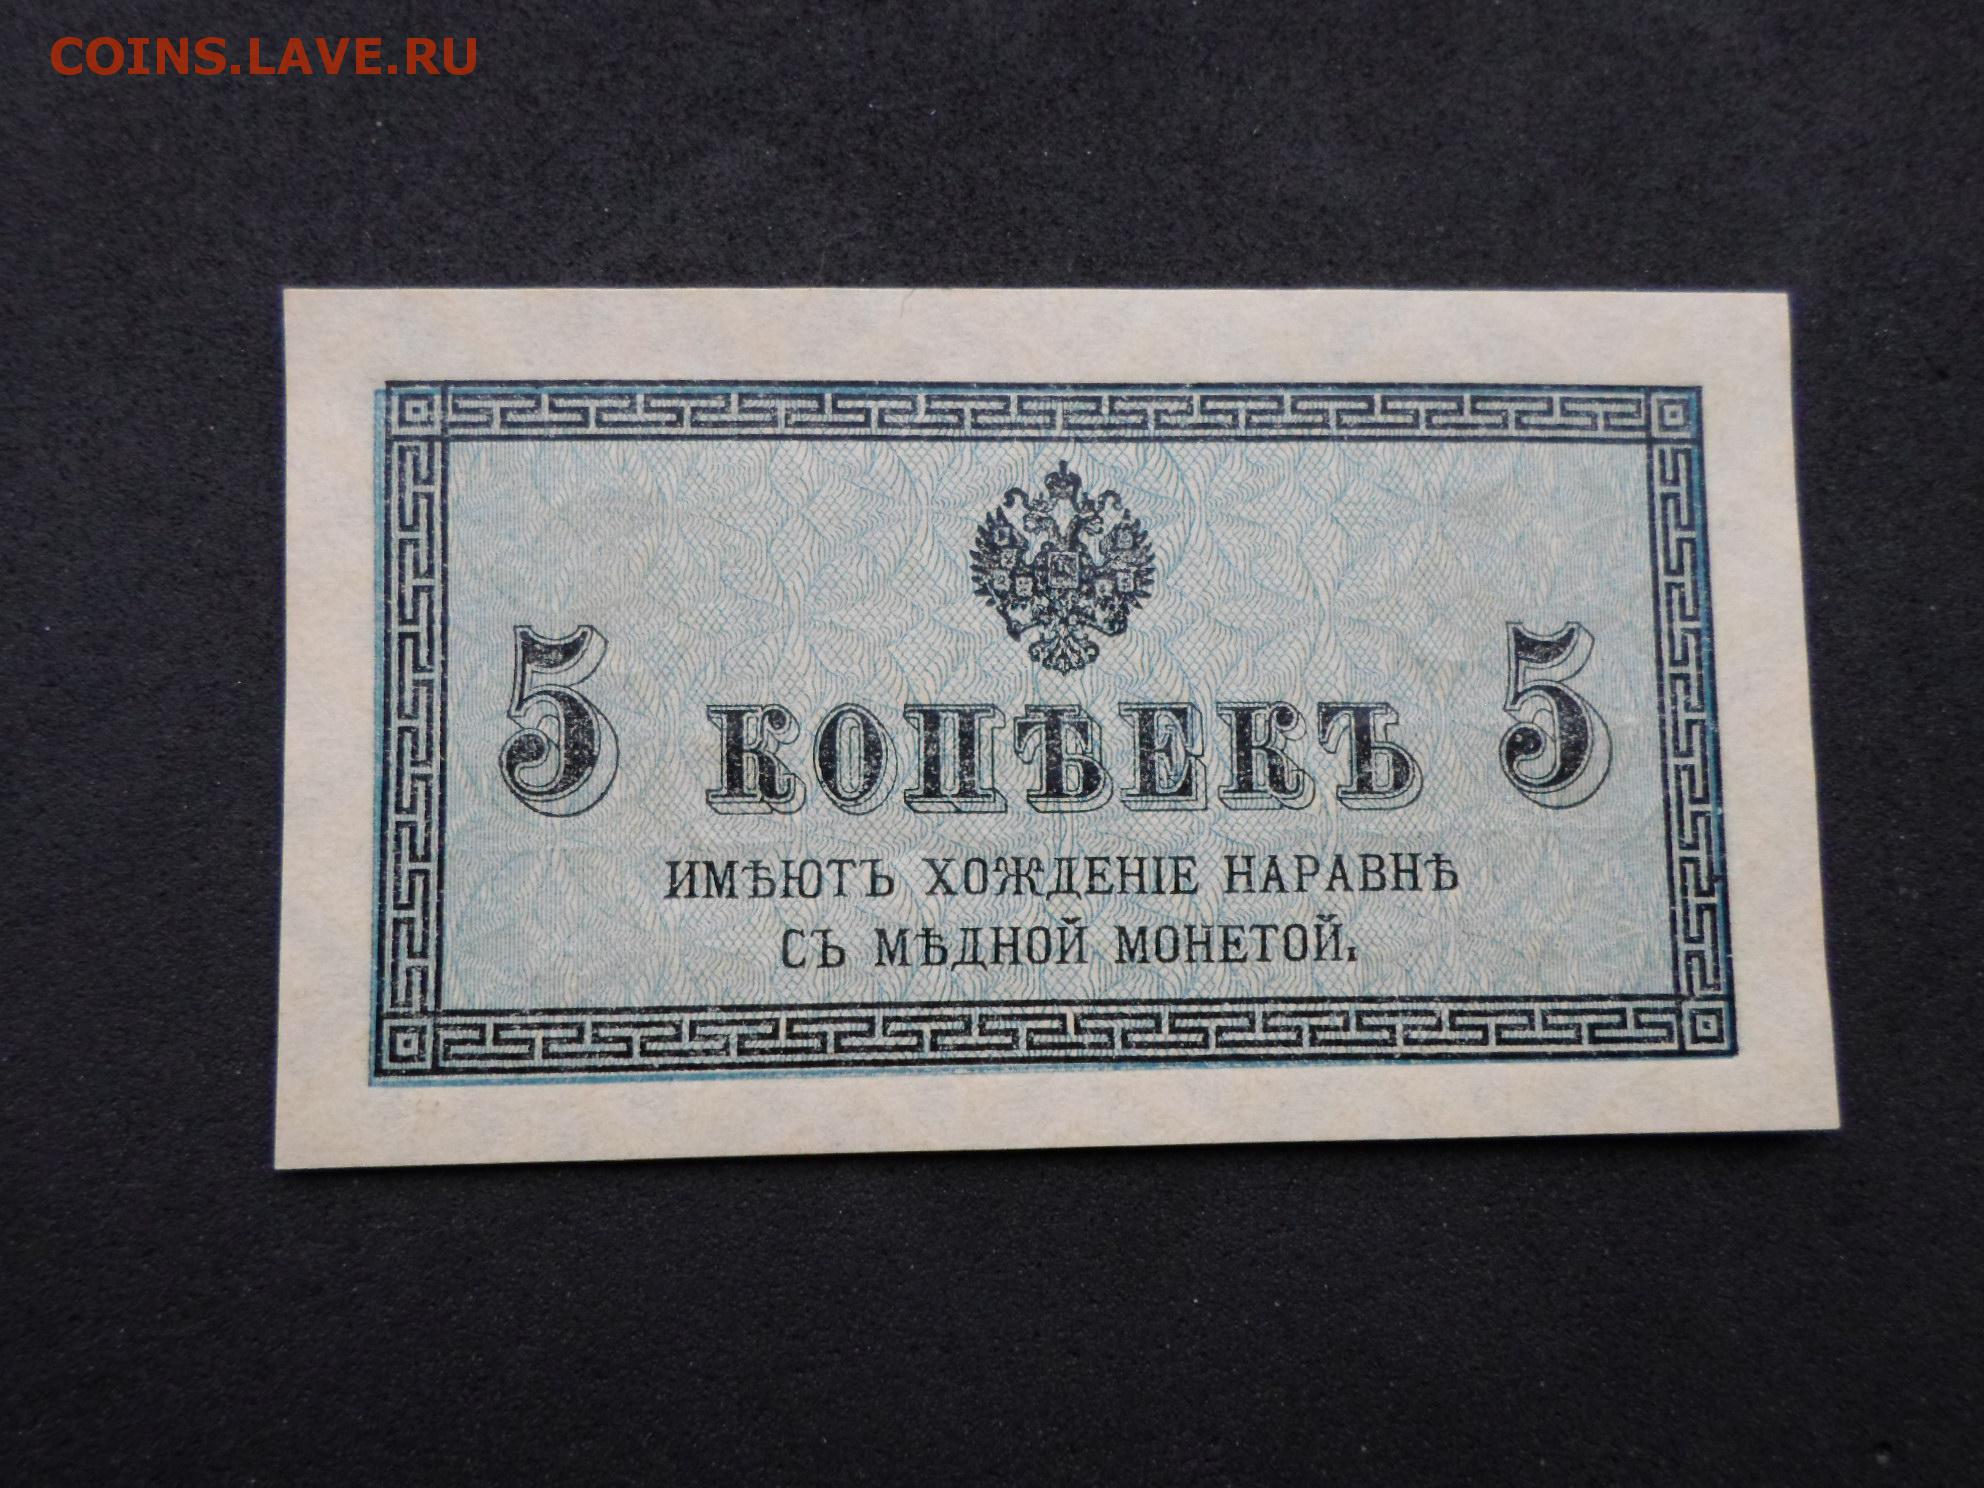 COINS.LAVE.RU
5 КОПѢЕКЪ 5
ИМѢЮТЪ ХОЖДЕНІЕ НАРАВНѢ
СЪ МѢДНОЙ МОНЕТОЙ.